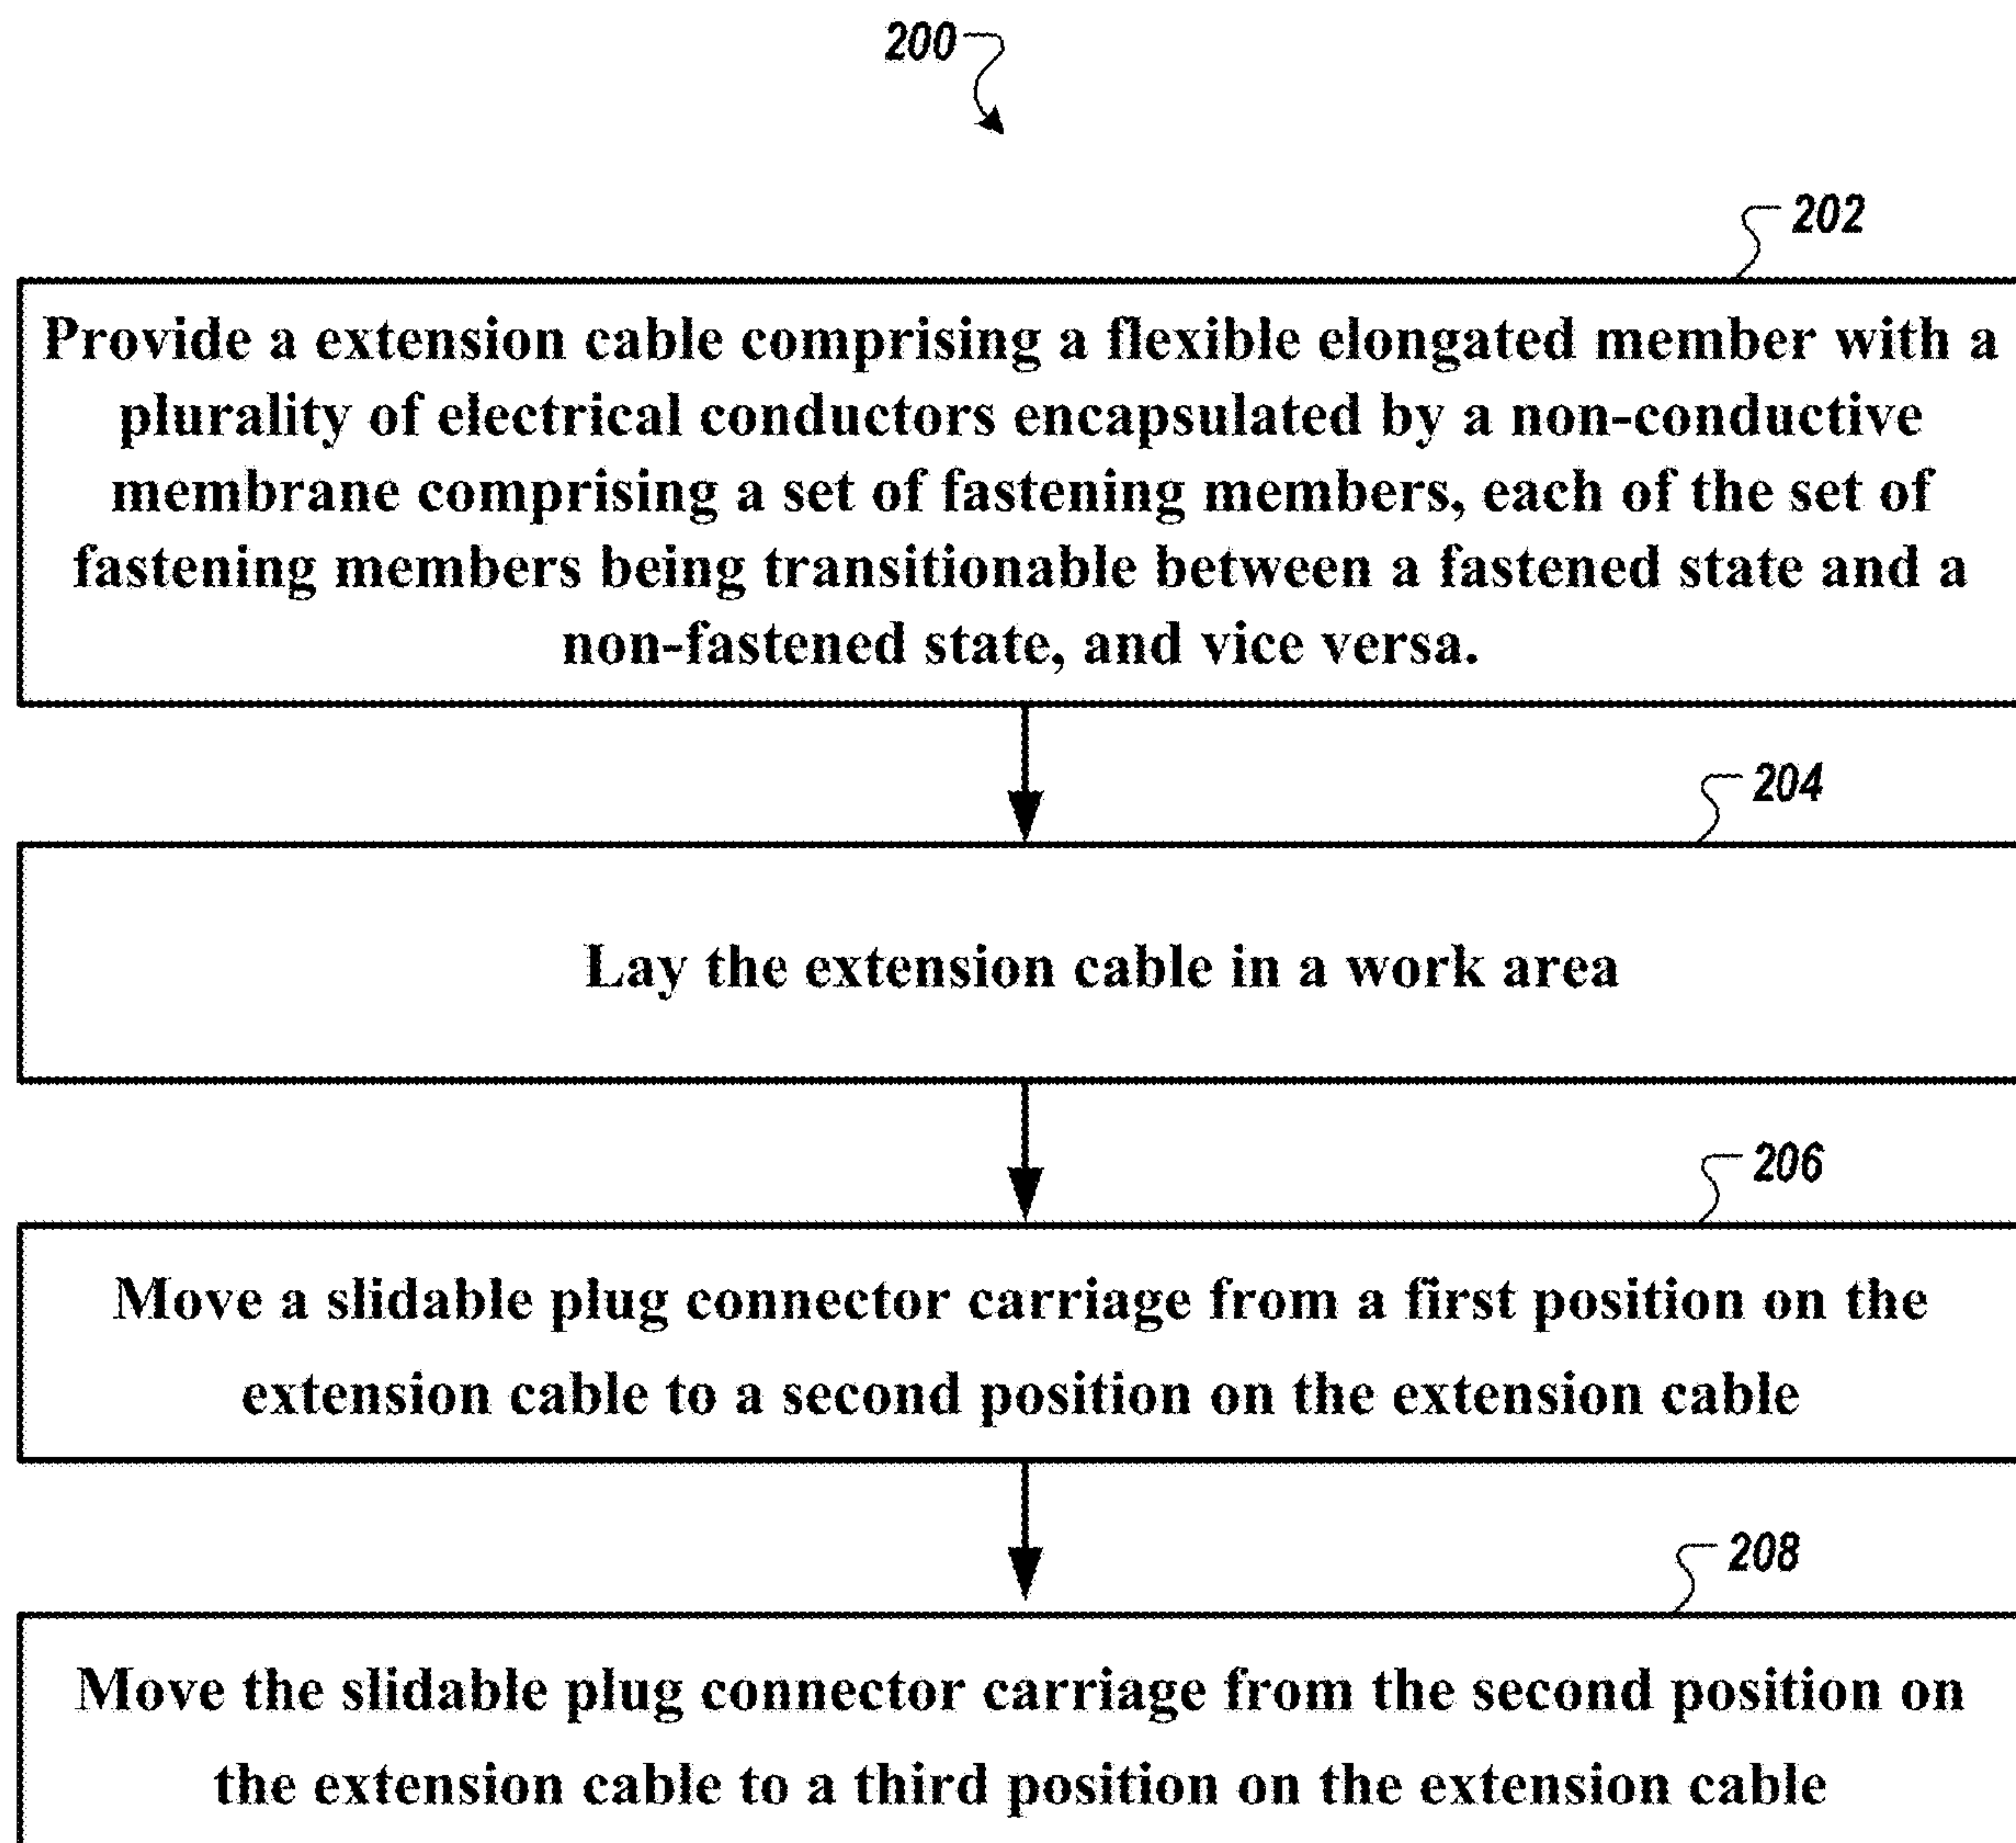 200
202
Provide a extension cable comprising a flexible elongated member with a
plurality of electrical conductors encapsulated by a non-conductive
membrane comprising a set of fastening members, each of the set of
fastening members being transitionable between a fastened state and a
non-fastened state, and vice versa.
204
Lay the extension cable in a work area
206
Move a slidable plug connector carriage from a first position on the
extension cable to a second position on the extension cable
208
Move the slidable plug connector carriage from the second position on
the extension cable to a third position on the extension cable